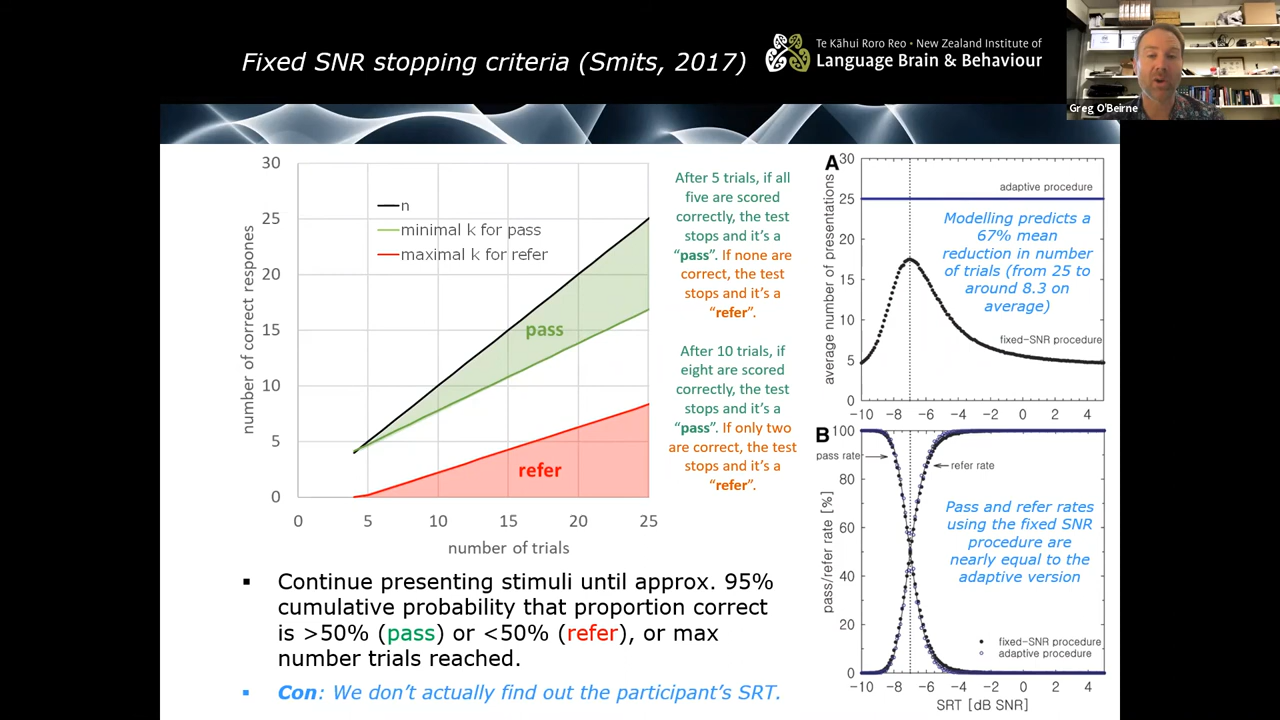 Fixed SNR stopping criteria (Smits, 2017)
Te Kāhui Roro Reo • New Zealand Institute of
Language Brain & Behaviour
Greg O'Beirne
30
25
20
15
10
5
0
0
5
10
15
20
25
number of correct respones
number of trials
n
minimal k for pass
maximal k for refer
pass
refer
After 5 trials, if all
five are scored
correctly, the test
stops and it's a
“pass”. If none are
correct, the test
stops and it's a
“refer”.
After 10 trials, if
eight are scored
correctly, the test
stops and it's a
“pass”. If only two
are correct, the test
stops and it's a
“refer”.
A
30
25
20
15
10
5
0
average number of presentations
adaptive procedure
Modelling predicts a
67% mean
reduction in number
of trials (from 25 to
around 8.3 on
average)
fixed-SNR procedure
−10 −8 −6 −4 −2 0 2 4
B
100
80
60
40
20
0
pass/refer rate [%]
pass rate
refer rate
Pass and refer rates
using the fixed SNR
procedure are
nearly equal to the
adaptive version
fixed-SNR procedure
adaptive procedure
−10 −8 −6 −4 −2 0 2 4
SRT [dB SNR]
▪ Continue presenting stimuli until approx. 95%
cumulative probability that proportion correct
is >50% (pass) or <50% (refer), or max
number trials reached.
▪ Con: We don't actually find out the participant's SRT.